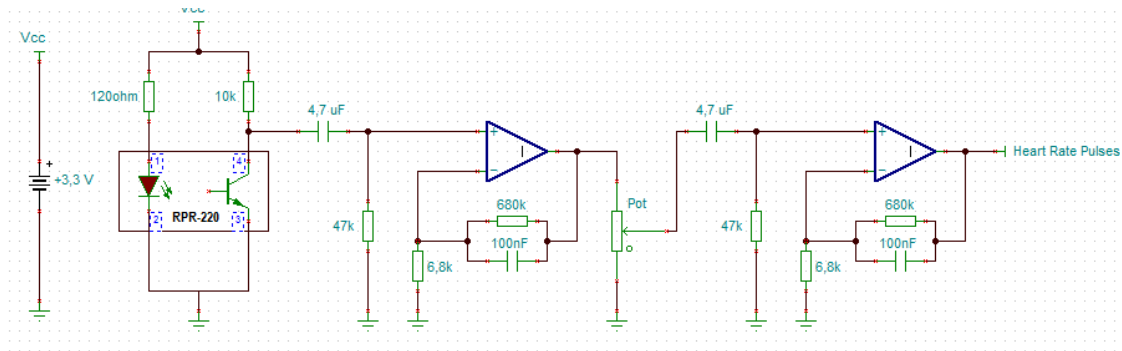 Vcc
Vcc
120ohm
10k
4,7 uF
4,7 uF
1
4
+
+
I
I
Heart Rate Pulses
+
+3,3 V
−
−
RPR-220
2
3
47k
680k
Pot
47k
680k
100nF
100nF
6,8k
6,8k